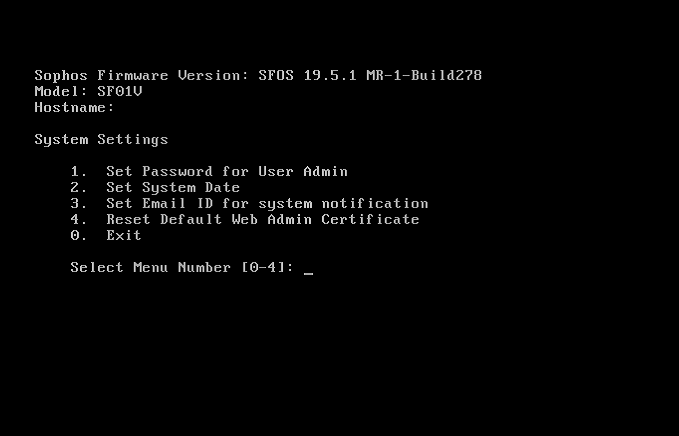 Sophos Firmware Version: SFOS 19.5.1 MR-1-Build278
Model: SF01V
Hostname:
System Settings
1. Set Password for User Admin
2. Set System Date
3. Set Email ID for system notification
4. Reset Default Web Admin Certificate
0. Exit
Select Menu Number [0-4]: _